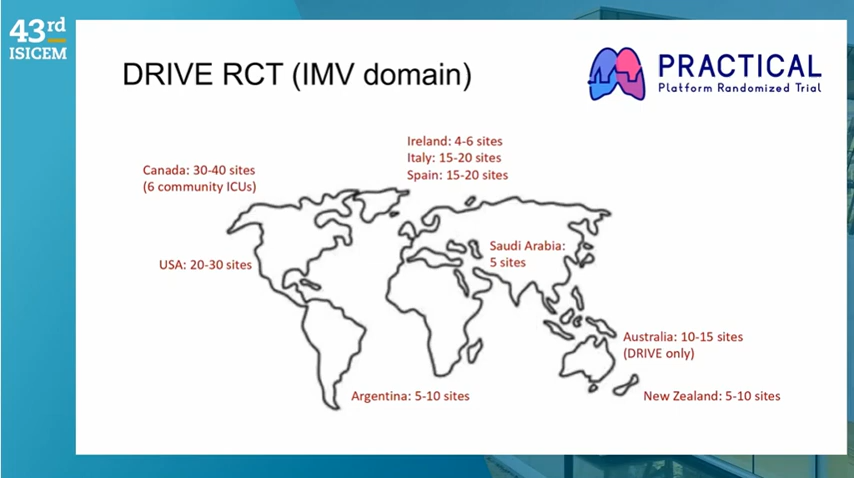 43rd
ISICEM
DRIVE RCT (IMV domain)
PRACTICAL
Platform Randomized Trial
Ireland: 4-6 sites
Italy: 15-20 sites
Spain: 15-20 sites
Canada: 30-40 sites
(6 community ICUs)
USA: 20-30 sites
Saudi Arabia:
5 sites
Australia: 10-15 sites
(DRIVE only)
Argentina: 5-10 sites
New Zealand: 5-10 sites